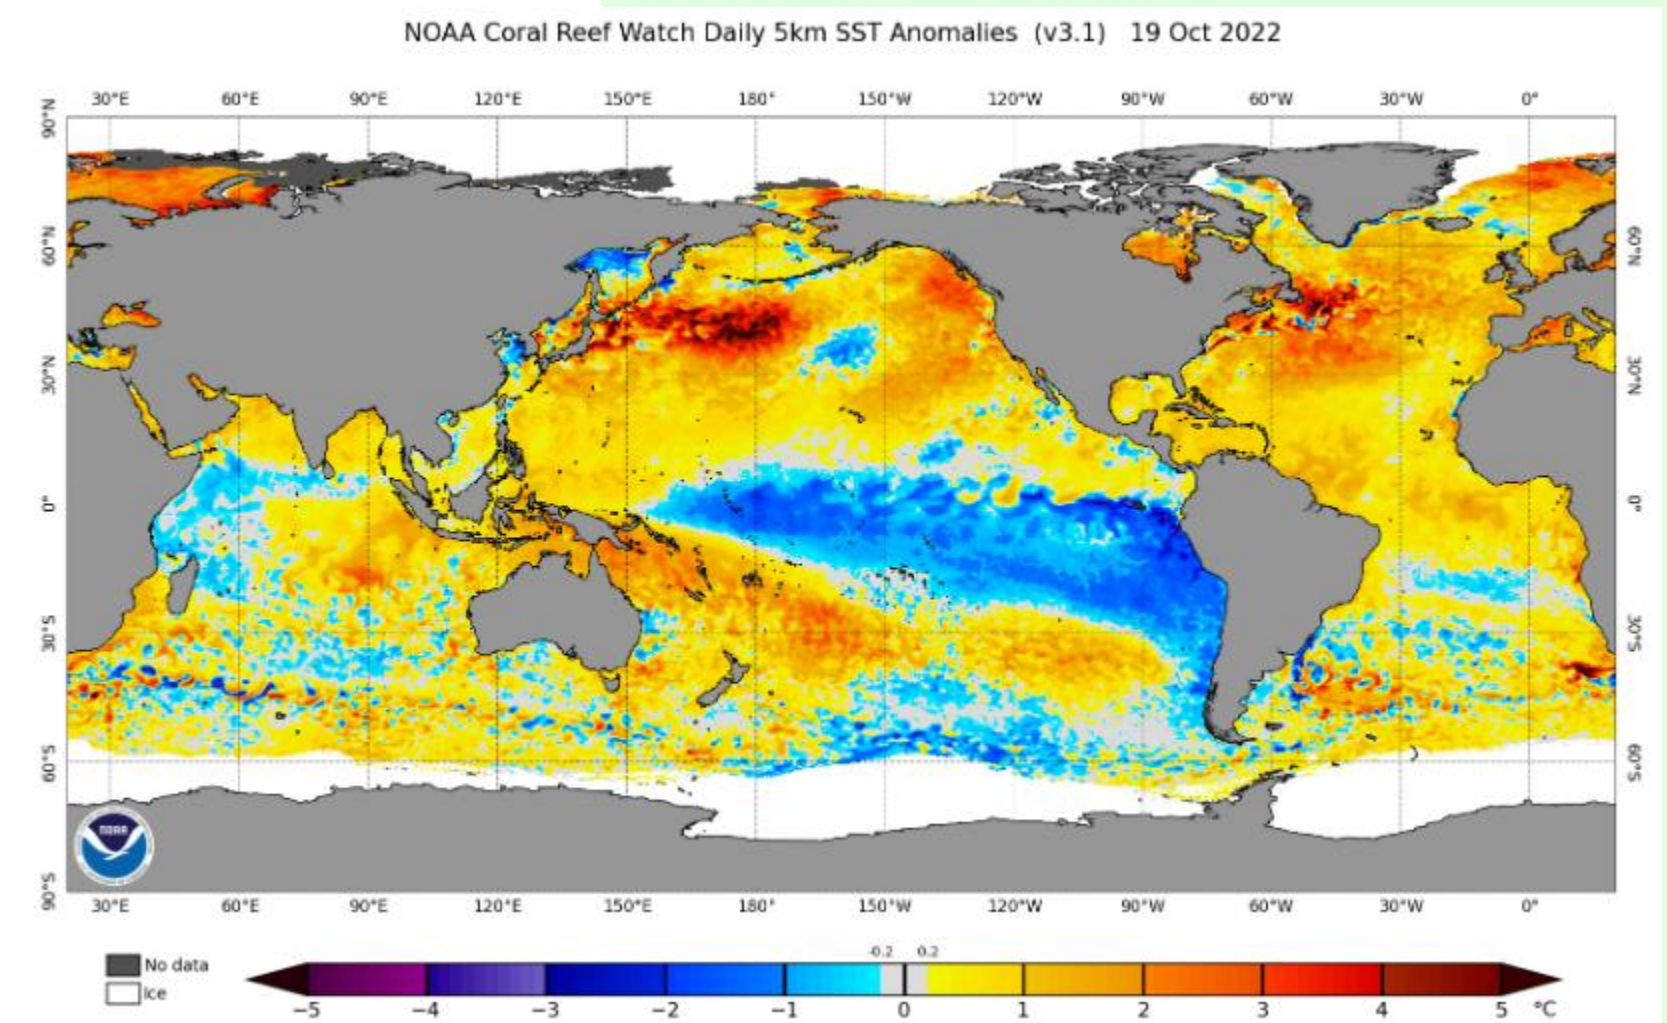 NOAA Coral Reef Watch Daily 5km SST Anomalies (v3.1) 19 Oct 2022
30°E 60°E 90°E 120°E 150°E 180° 150°W 120°W 90°W 60°W 30°W 0°
90°N
60°N 60°N
30°N 30°N
0° 0°
30°S 30°S
60°S 60°S
NOAA
90°S
30°E 60°E 90°E 120°E 150°E 180° 150°W 120°W 90°W 60°W 30°W 0°
-0.2 0.2
No data
Ice
−5 −4 −3 −2 −1 0 1 2 3 4 5 °C